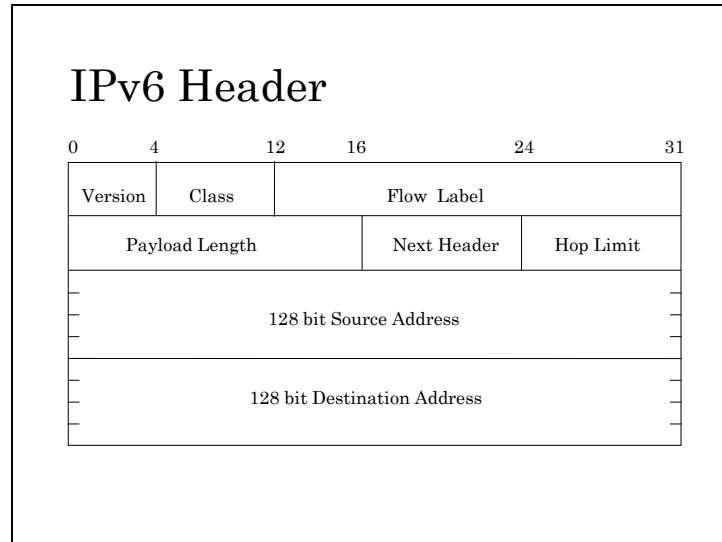 IPv6 Header
0 4 12 16 24 31
Version Class Flow Label
Payload Length Next Header Hop Limit
128 bit Source Address
128 bit Destination Address